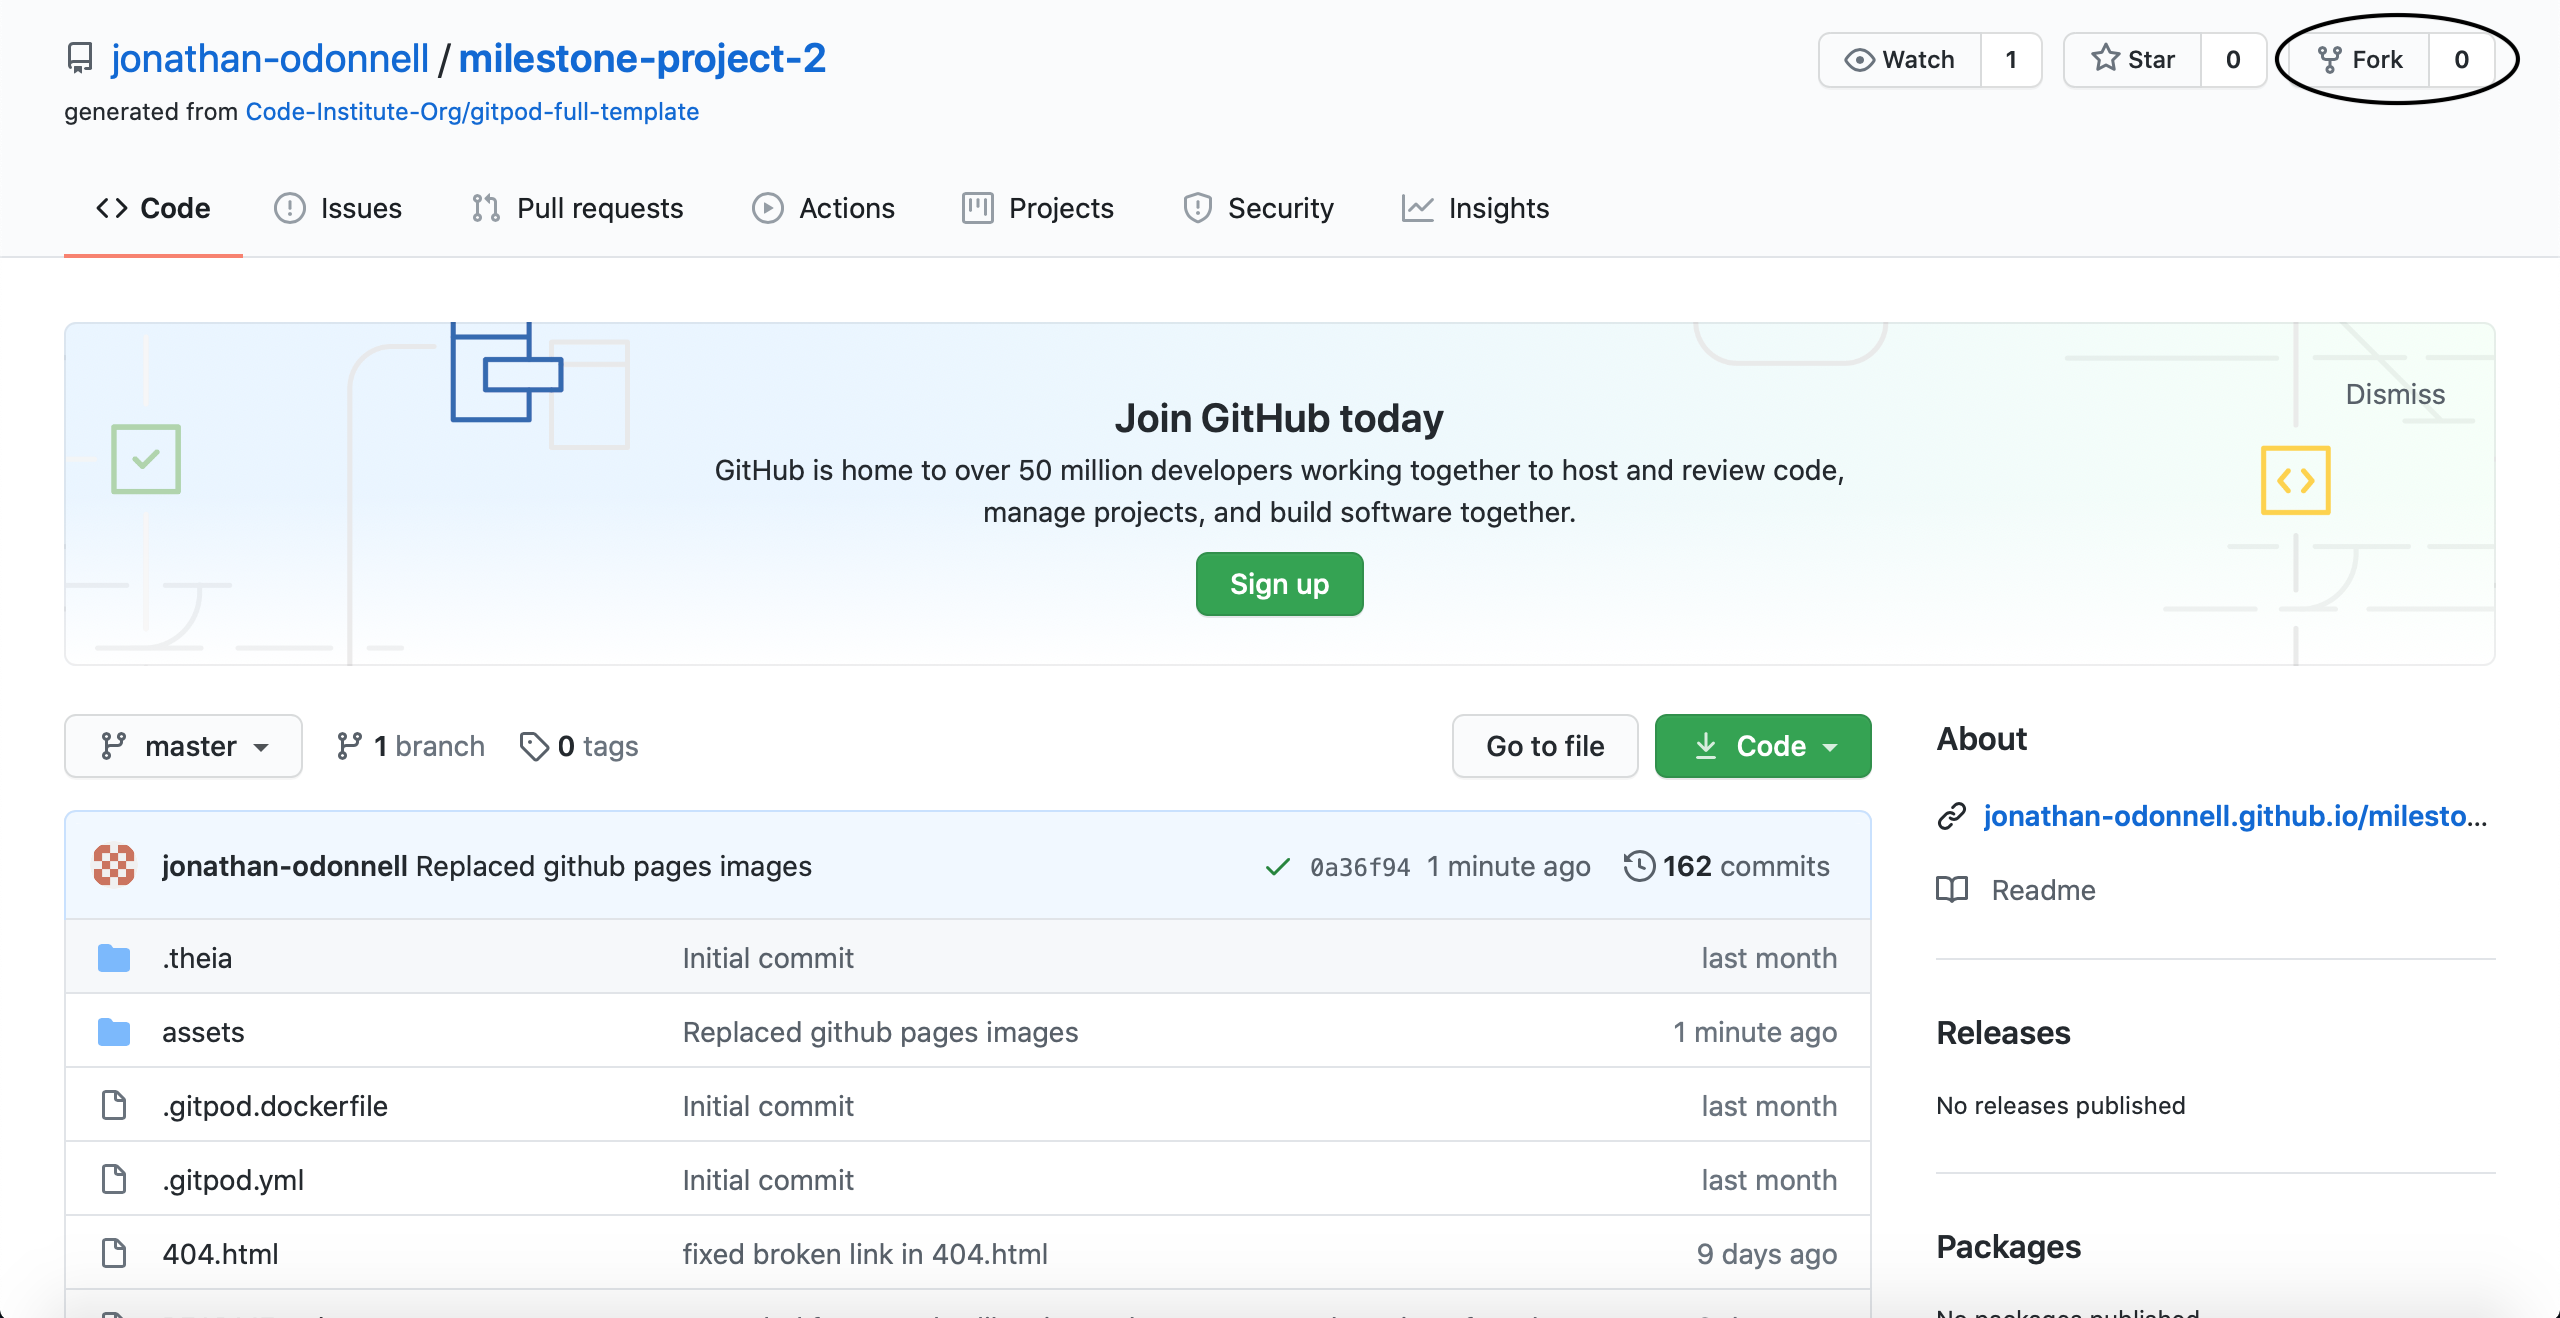 jonathan-odonnell / milestone-project-2
Watch 1
Star 0
Fork 0
generated from Code-Institute-Org/gitpod-full-template
Code
Issues
Pull requests
Actions
Projects
Security
Insights
Dismiss
Join GitHub today
GitHub is home to over 50 million developers working together to host and review code,
manage projects, and build software together.
Sign up
master
1 branch
0 tags
Go to file
Code
jonathan-odonnell Replaced github pages images
0a36f94 1 minute ago
162 commits
.theia Initial commit last month
assets Replaced github pages images 1 minute ago
.gitpod.dockerfile Initial commit last month
.gitpod.yml Initial commit last month
404.html fixed broken link in 404.html 9 days ago
About
jonathan-odonnell.github.io/milesto...
Readme
Releases
No releases published
Packages
No packages published